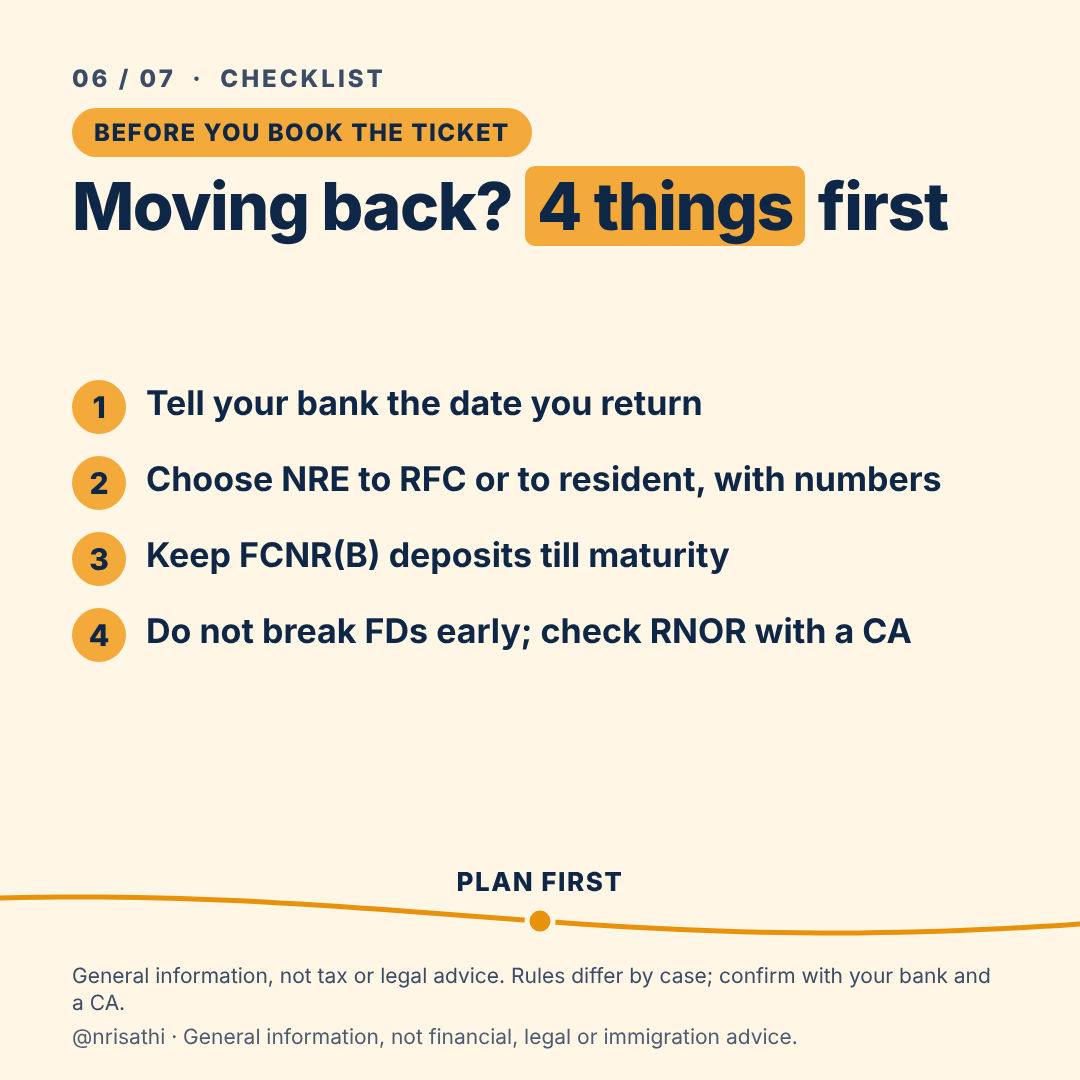 06 / 07 · CHECKLIST
BEFORE YOU BOOK THE TICKET
Moving back? 4 things first
1 Tell your bank the date you return
2 Choose NRE to RFC or to resident, with numbers
3 Keep FCNR(B) deposits till maturity
4 Do not break FDs early; check RNOR with a CA
PLAN FIRST
General information, not tax or legal advice. Rules differ by case; confirm with your bank and
a CA.
@nrisathi · General information, not financial, legal or immigration advice.